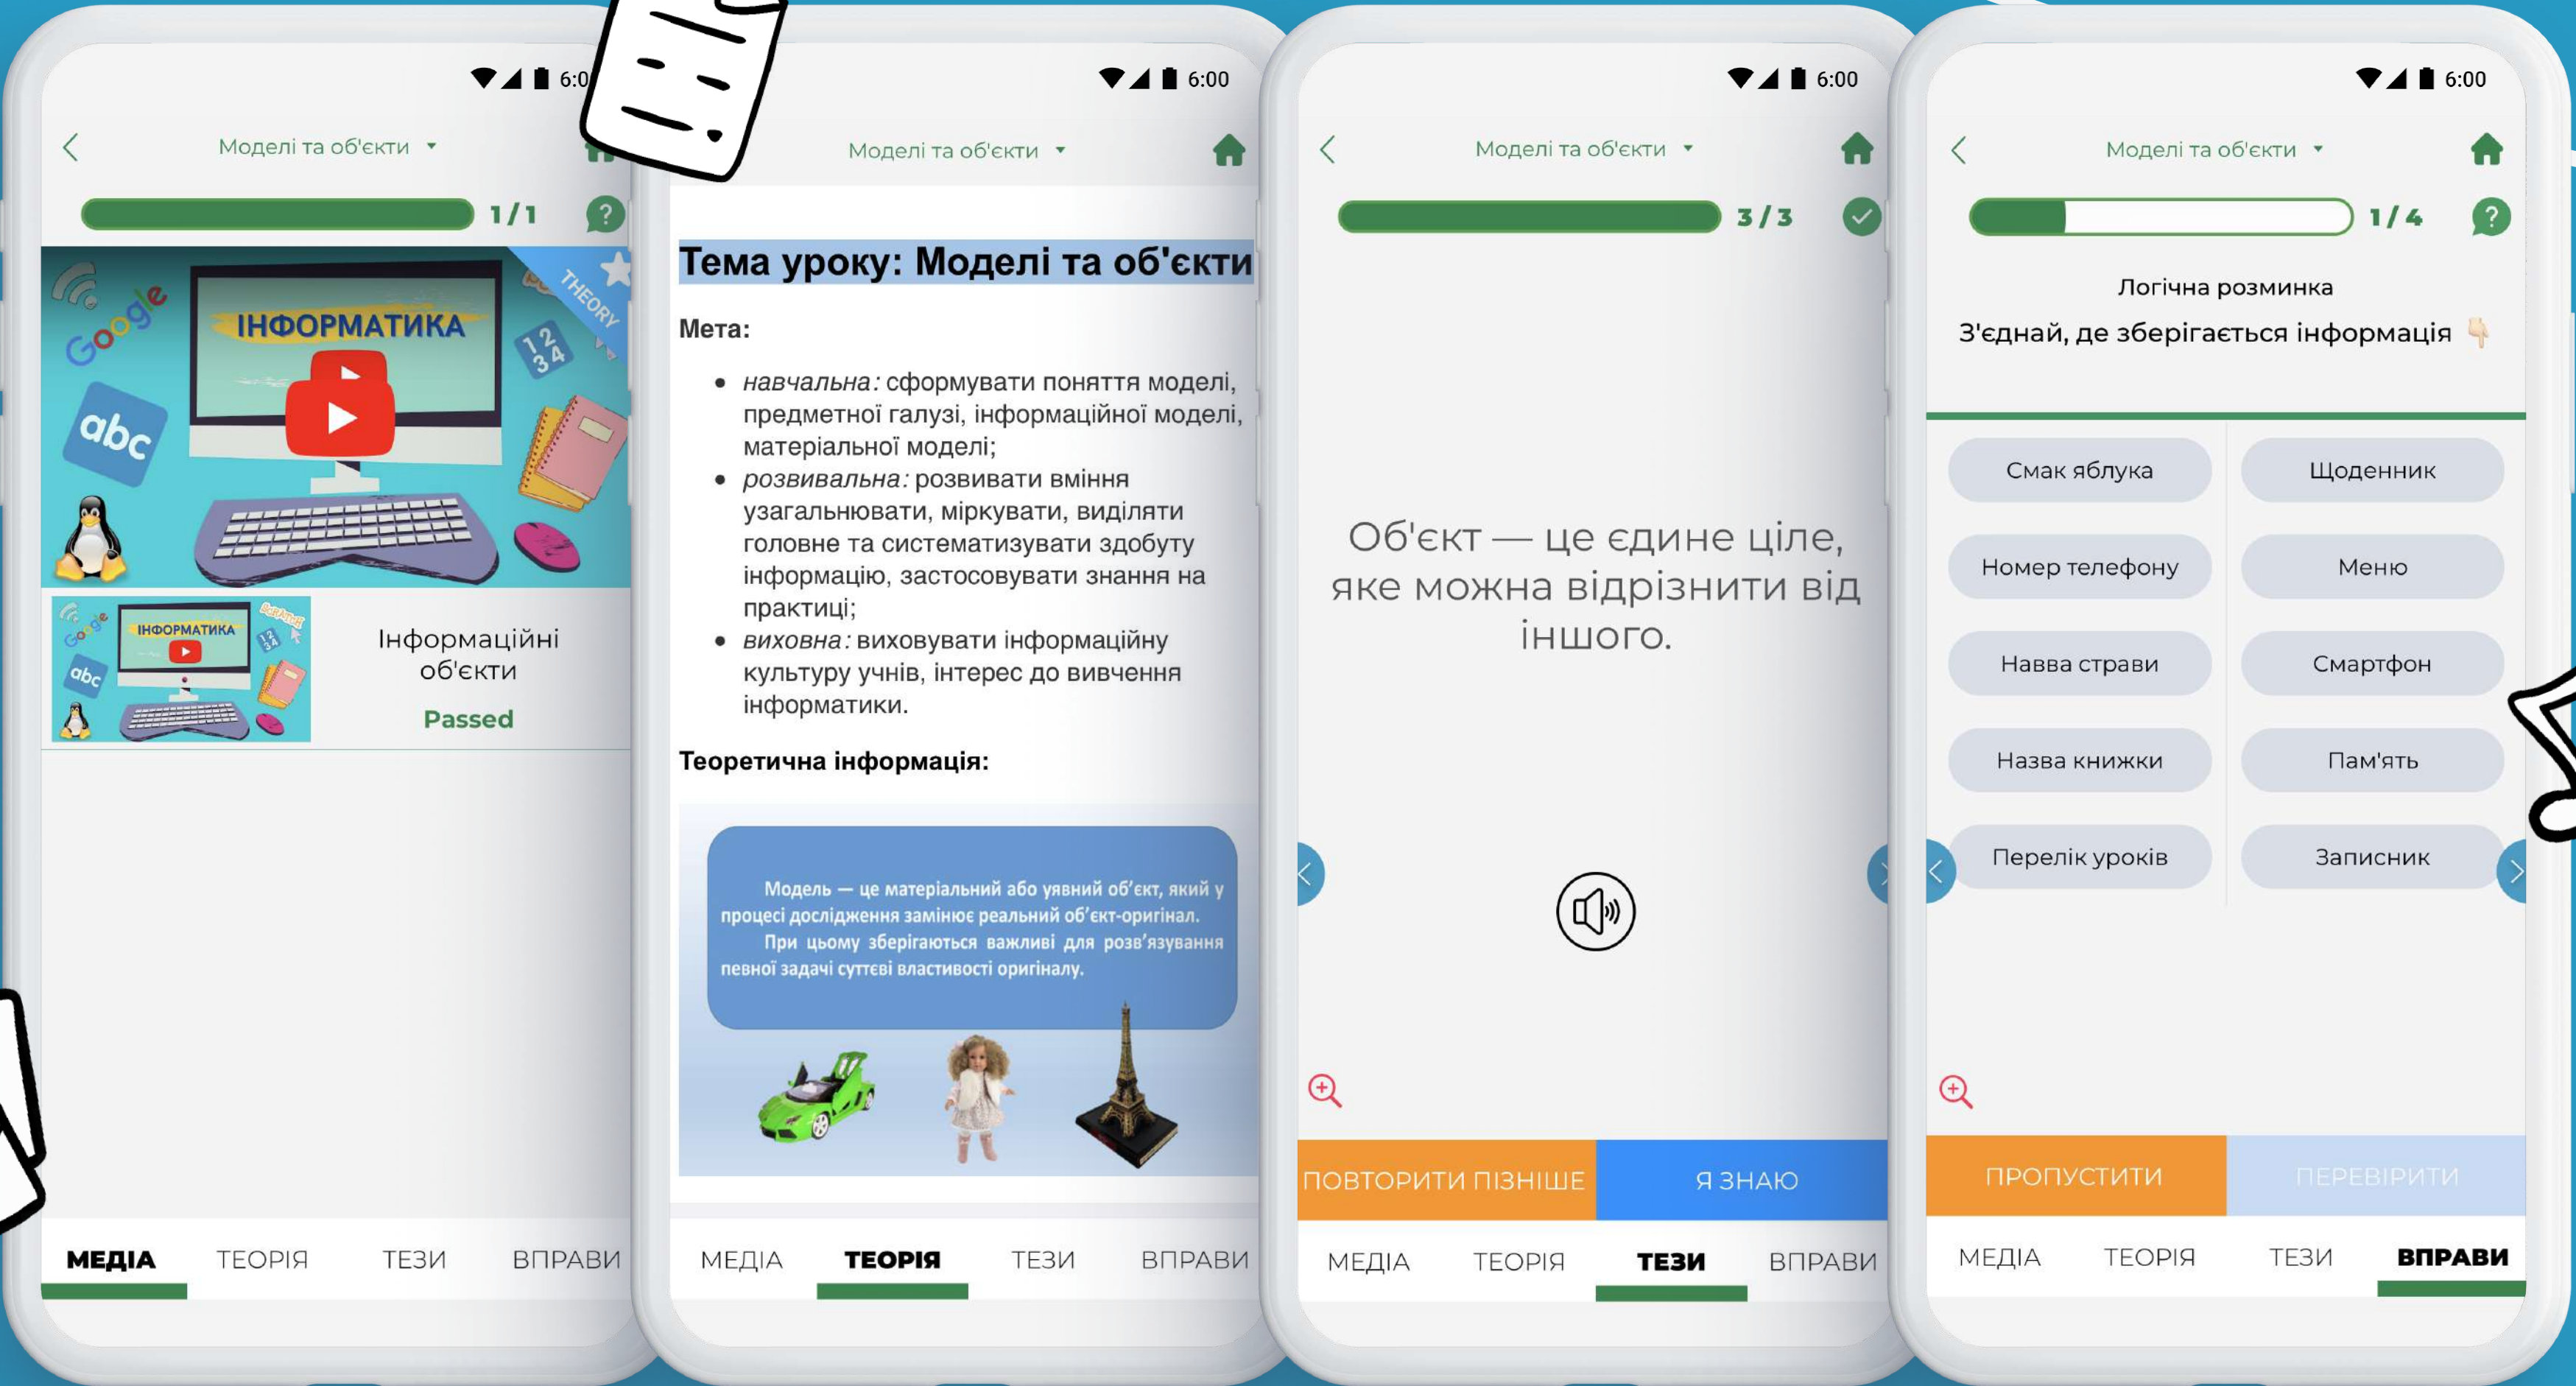 6:0
Моделі та об'єкти
1/1
Google
ІНФОРМАТИКА
THEORY
12
34
abc
ІНФОРМАТИКА
12
34
Google
abc
Інформаційні
об'єкти
Passed
МЕДІА ТЕОРІЯ ТЕЗИ ВПРАВИ
6:00
Моделі та об'єкти
Тема уроку: Моделі та об'єкти
Мета:
• навчальна: сформувати поняття моделі,
предметної галузі, інформаційної моделі,
матеріальної моделі;
• розвивальна: розвивати вміння
узагальнювати, міркувати, виділяти
головне та систематизувати здобуту
інформацію, застосовувати знання на
практиці;
• виховна: виховувати інформаційну
культуру учнів, інтерес до вивчення
інформатики.
Теоретична інформація:
Модель — це матеріальний або уявний об'єкт, який у
процесі дослідження замінює реальний об'єкт-оригінал.
При цьому зберігаються важливі для розв'язування
певної задачі суттєві властивості оригіналу.
МЕДІА ТЕОРІЯ ТЕЗИ ВПРАВИ
6:00
Моделі та об'єкти
3/3
Об'єкт — це єдине ціле,
яке можна відрізнити від
іншого.
ПОВТОРИТИ ПІЗНІШЕ Я ЗНАЮ
МЕДІА ТЕОРІЯ ТЕЗИ ВПРАВИ
6:00
Моделі та об'єкти
1/4
Логічна розминка
З'єднай, де зберігається інформація
Смак яблука Щоденник
Номер телефону Меню
Навва страви Смартфон
Назва книжки Пам'ять
Перелік уроків Записник
ПРОПУСТИТИ ПЕРЕВІРИТИ
МЕДІА ТЕОРІЯ ТЕЗИ ВПРАВИ